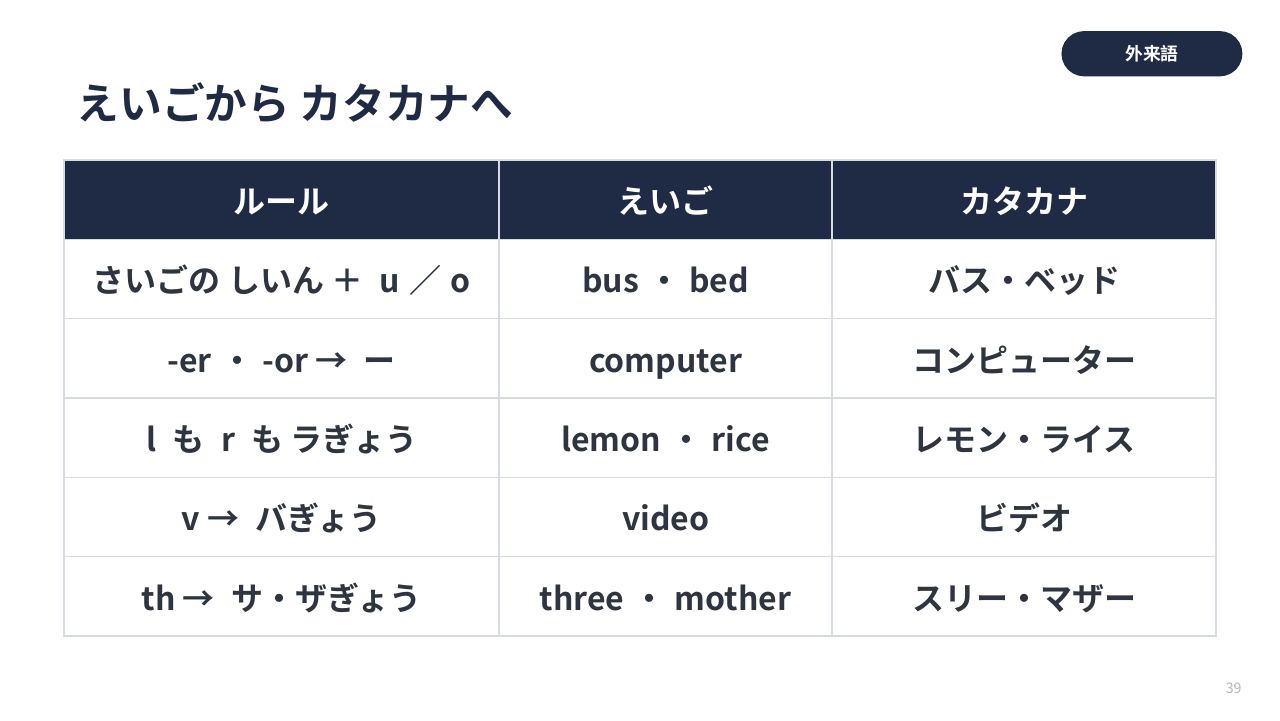 外来語
えいごから カタカナへ
ルール えいご カタカナ
さいごの しいん ＋ u ／ o bus ・ bed バス・ベッド
-er ・ -or → ー computer コンピューター
l も r も ラぎょう lemon ・ rice レモン・ライス
v → バぎょう video ビデオ
th → サ・ザぎょう three ・ mother スリー・マザー
39